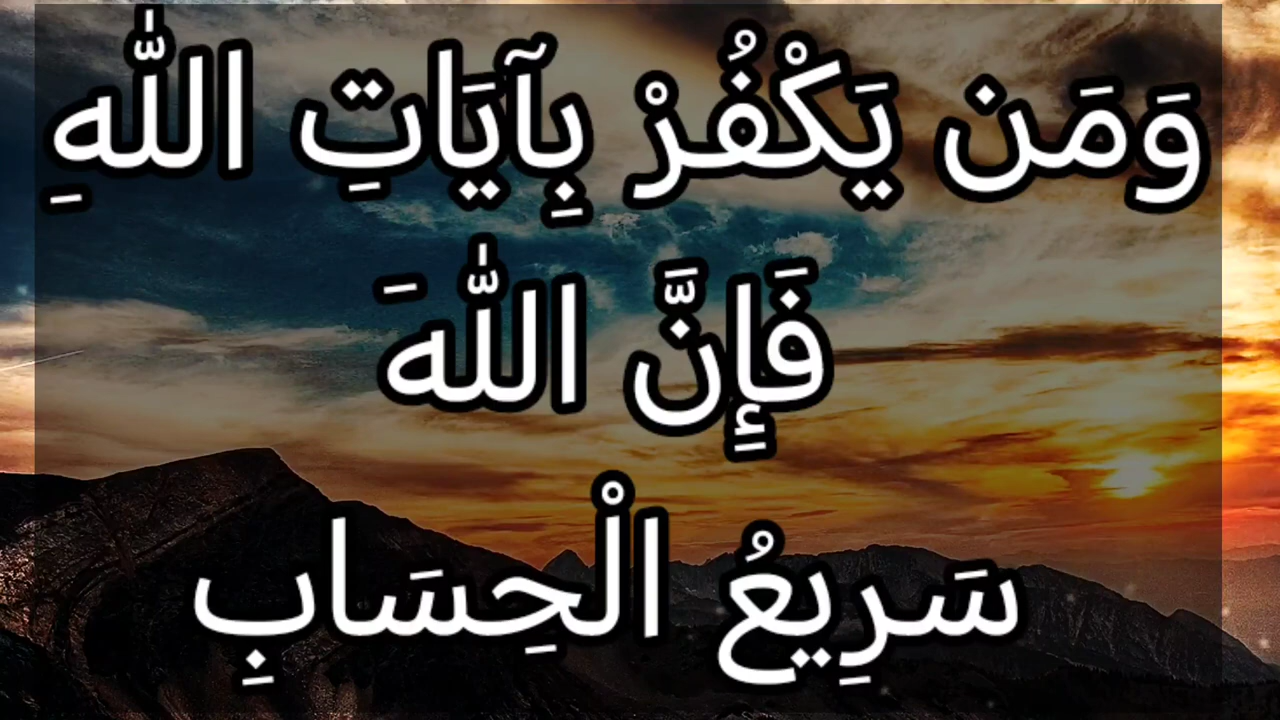 وَمَن يَكْفُرْ بِآيَاتِ اللّٰهِ
فَإِنَّ اللّٰهَ
سَرِيعُ الْحِسَابِ